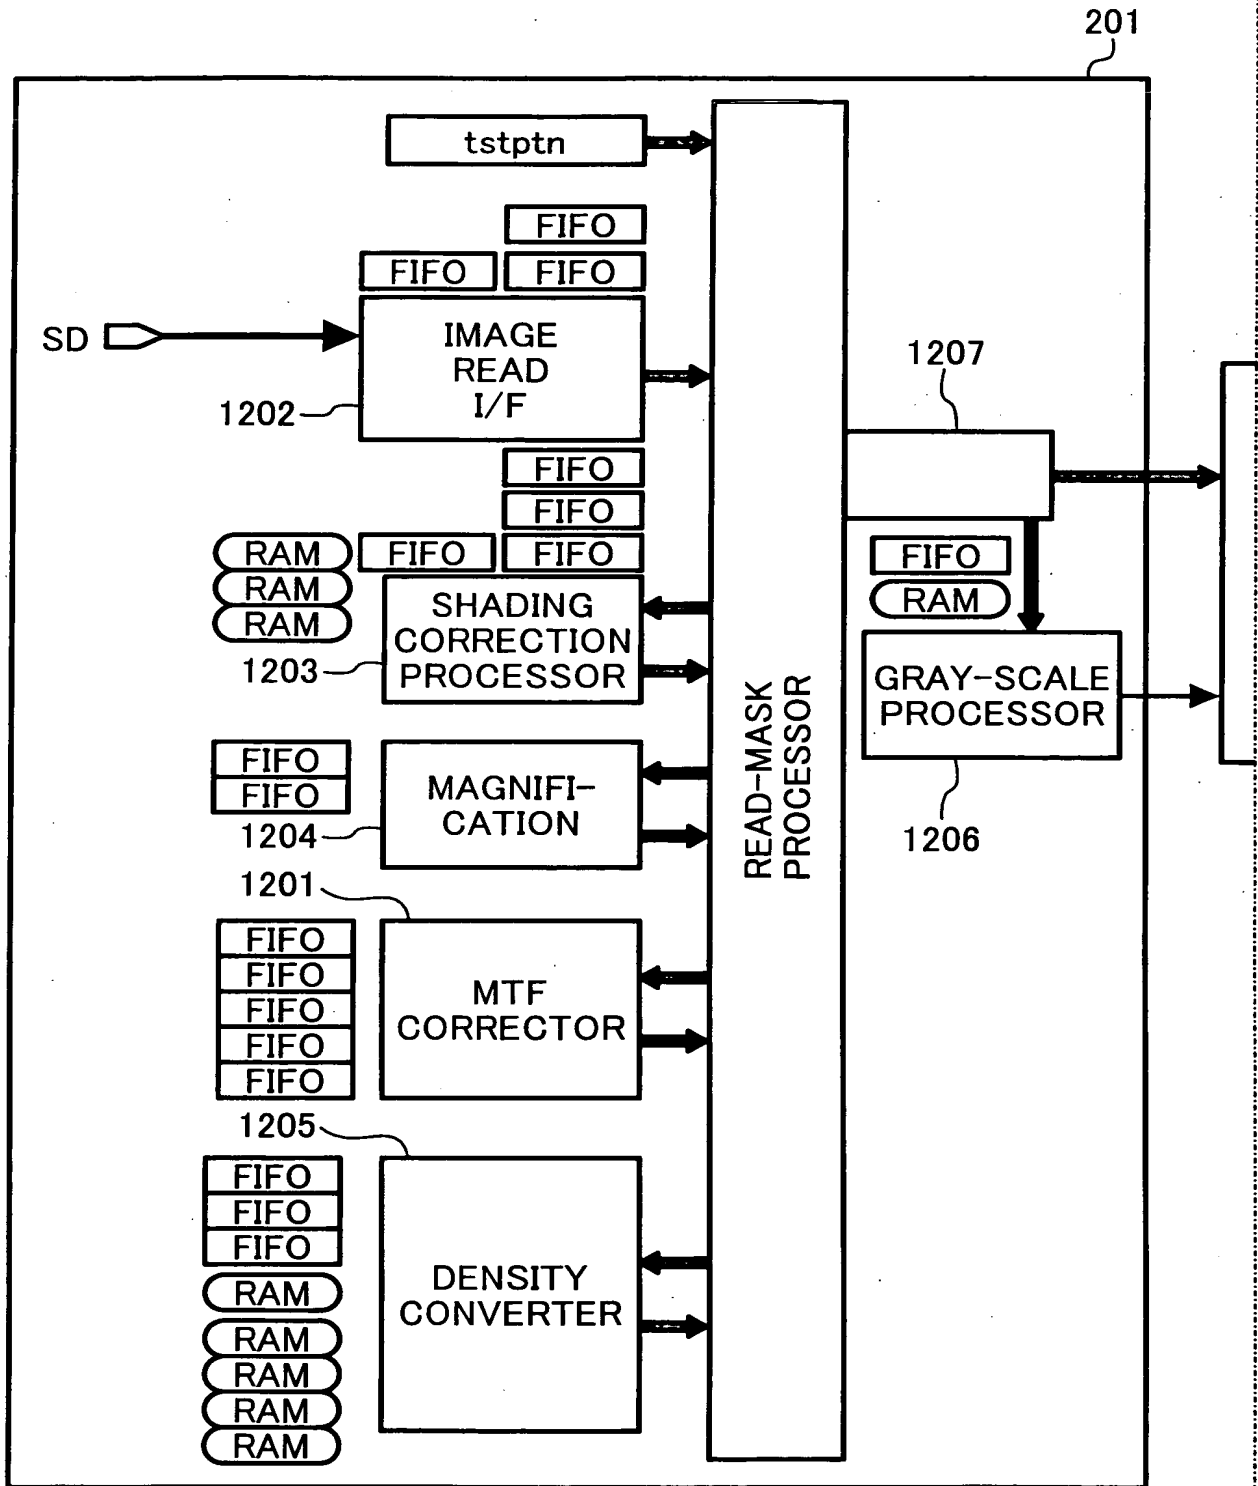 201
tstptn
FIFO
FIFO
FIFO
SD
IMAGE
READ
I/F
1202
1207
FIFO
FIFO
RAM
FIFO
FIFO
RAM
RAM
SHADING
CORRECTION
PROCESSOR
1203
FIFO
RAM
GRAY-SCALE
PROCESSOR
1206
READ-MASK
PROCESSOR
FIFO
FIFO
MAGNIFI-
CATION
1204
1201
FIFO
FIFO
FIFO
FIFO
FIFO
MTF
CORRECTOR
1205
FIFO
FIFO
FIFO
RAM
RAM
RAM
RAM
RAM
DENSITY
CONVERTER